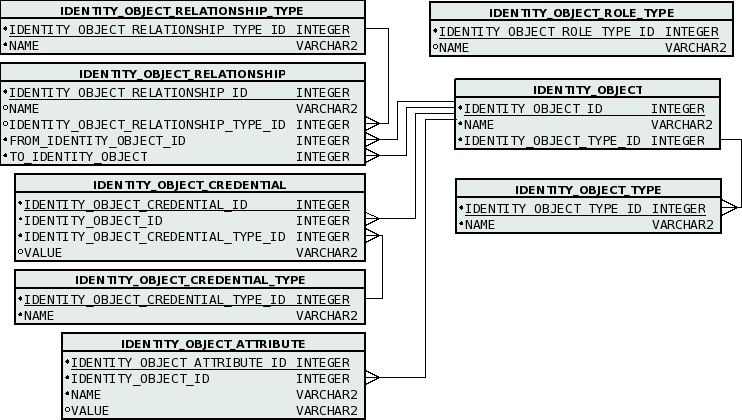 IDENTITY_OBJECT_RELATIONSHIP_TYPE
IDENTITY_OBJECT_RELATIONSHIP_TYPE_ID INTEGER
NAME VARCHAR2
IDENTITY_OBJECT_RELATIONSHIP
IDENTITY_OBJECT_RELATIONSHIP_ID INTEGER
NAME VARCHAR2
IDENTITY_OBJECT_RELATIONSHIP_TYPE_ID INTEGER
FROM_IDENTITY_OBJECT_ID INTEGER
TO_IDENTITY_OBJECT INTEGER
IDENTITY_OBJECT_CREDENTIAL
IDENTITY_OBJECT_CREDENTIAL_ID INTEGER
IDENTITY_OBJECT_ID INTEGER
IDENTITY_OBJECT_CREDENTIAL_TYPE_ID INTEGER
VALUE VARCHAR2
IDENTITY_OBJECT_CREDENTIAL_TYPE
IDENTITY_OBJECT_CREDENTIAL_TYPE_ID INTEGER
NAME VARCHAR2
IDENTITY_OBJECT_ATTRIBUTE
IDENTITY_OBJECT_ATTRIBUTE_ID INTEGER
IDENTITY_OBJECT_ID INTEGER
NAME VARCHAR2
VALUE VARCHAR2
IDENTITY_OBJECT_ROLE_TYPE
IDENTITY_OBJECT_ROLE_TYPE_ID INTEGER
NAME VARCHAR2
IDENTITY_OBJECT
IDENTITY_OBJECT_ID INTEGER
NAME VARCHAR2
IDENTITY_OBJECT_TYPE_ID INTEGER
IDENTITY_OBJECT_TYPE
IDENTITY_OBJECT_TYPE_ID INTEGER
NAME VARCHAR2